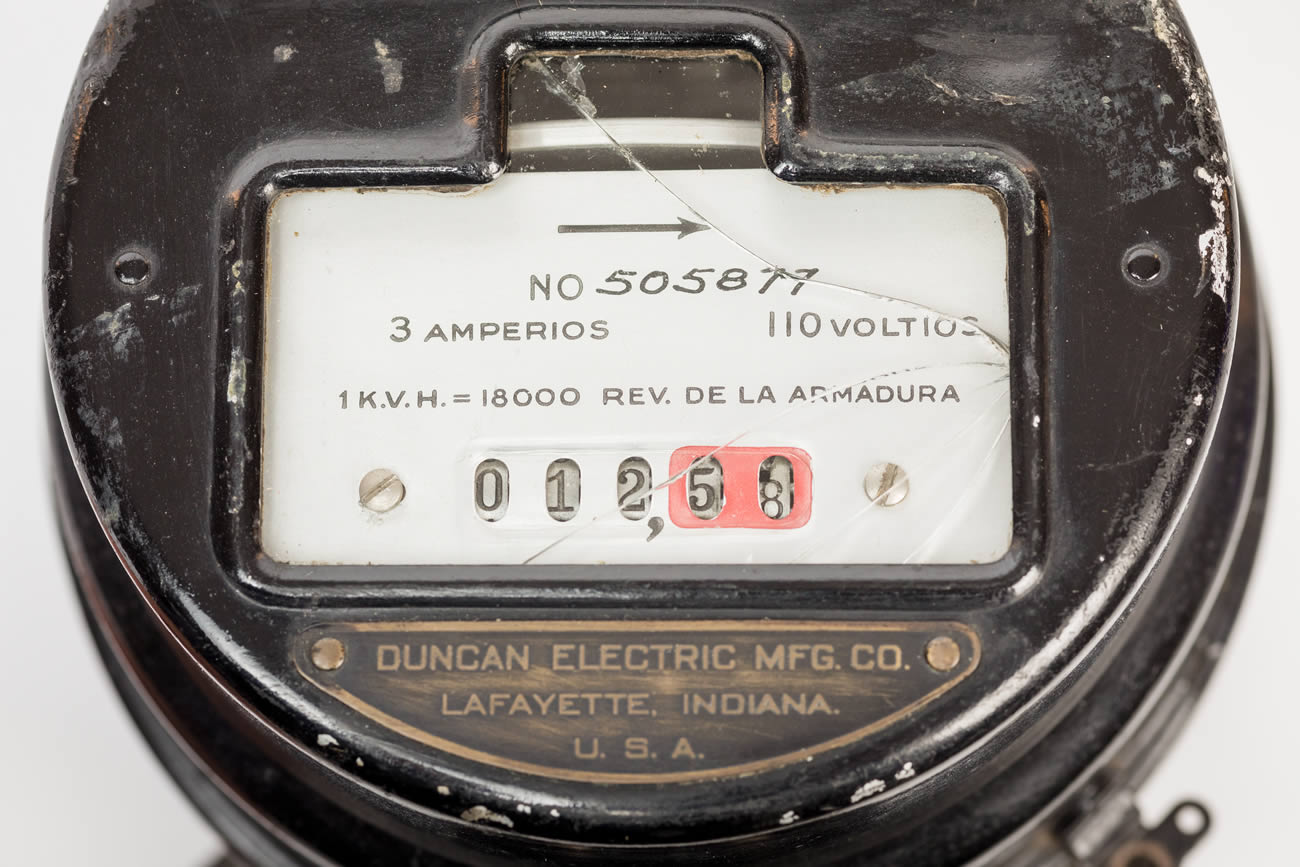 NO 505877
3 AMPERIOS 110 VOLTIOS
1 K.V.H. = 18000 REV. DE LA ARMADURA
012,58
DUNCAN ELECTRIC MFG. CO.
LAFAYETTE, INDIANA.
U. S. A.